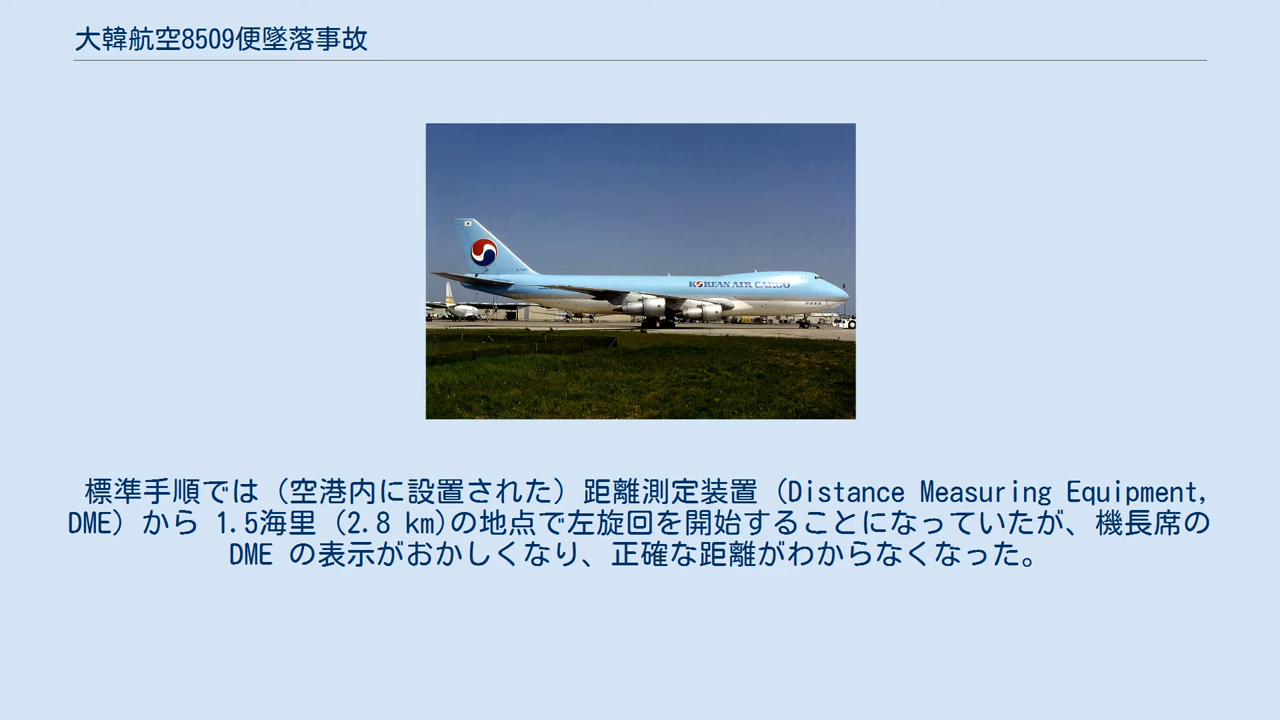 大韓航空8509便墜落事故
KOREAN AIR CARGO
標準手順では（空港内に設置された）距離測定装置（Distance Measuring Equipment,
DME）から 1.5海里（2.8 km)の地点で左旋回を開始することになっていたが、機長席の
DME の表示がおかしくなり、正確な距離がわからなくなった。